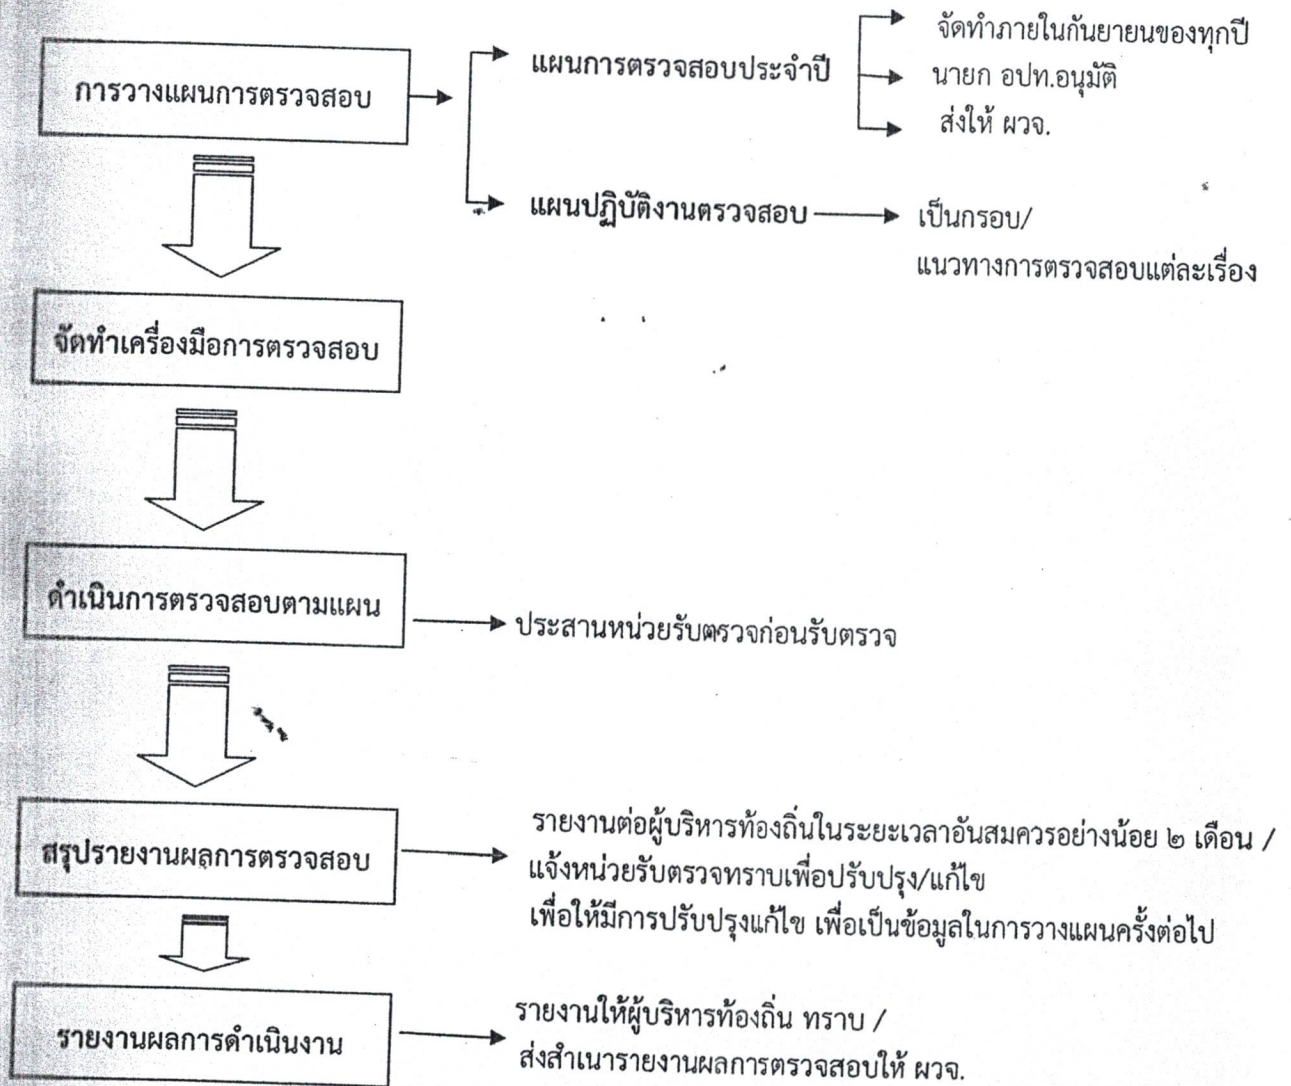 การวางแผนการตรวจสอบ
แผนการตรวจสอบประจำปี
จัดทำภายในกันยายนของทุกปี
นายก อปท.อนุมัติ
ส่งให้ ผวจ.
แผนปฏิบัติงานตรวจสอบ
เป็นกรอบ/
แนวทางการตรวจสอบแต่ละเรื่อง
จัดทำเครื่องมือการตรวจสอบ
ดำเนินการตรวจสอบตามแผน
ประสานหน่วยรับตรวจก่อนรับตรวจ
สรุปรายงานผลการตรวจสอบ
รายงานต่อผู้บริหารท้องถิ่นในระยะเวลาอันสมควรอย่างน้อย ๒ เดือน /
แจ้งหน่วยรับตรวจทราบเพื่อปรับปรุง/แก้ไข
เพื่อให้มีการปรับปรุงแก้ไข เพื่อเป็นข้อมูลในการวางแผนครั้งต่อไป
รายงานผลการดำเนินงาน
รายงานให้ผู้บริหารท้องถิ่น ทราบ /
ส่งสำเนารายงานผลการตรวจสอบให้ ผวจ.